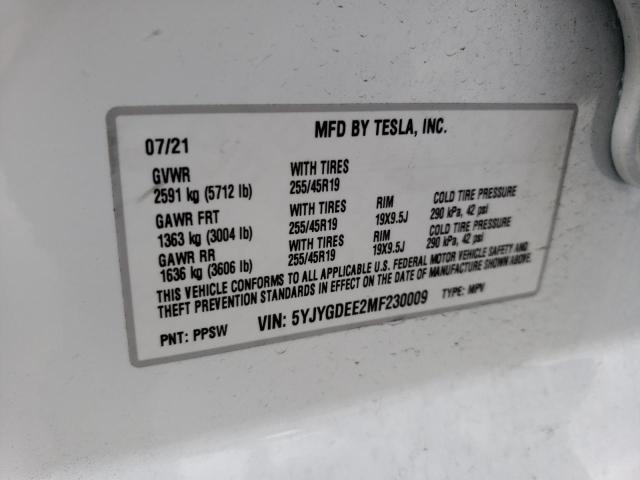 MFD BY TESLA, INC.
07/21
GVWR WITH TIRES
2591 kg (5712 lb) 255/45R19
GAWR FRT WITH TIRES RIM COLD TIRE PRESSURE
1363 kg (3004 lb) 255/45R19 19X9.5J 290 kPa, 42 psi
GAWR RR WITH TIRES RIM COLD TIRE PRESSURE
1636 kg (3606 lb) 255/45R19 19X9.5J 290 kPa, 42 psi
THIS VEHICLE CONFORMS TO ALL APPLICABLE U.S. FEDERAL MOTOR VEHICLE SAFETY AND
THEFT PREVENTION STANDARDS IN EFFECT ON THE DATE OF MANUFACTURE SHOWN ABOVE.
PNT: PPSW VIN: 5YJYGDEE2MF230009 TYPE: MPV